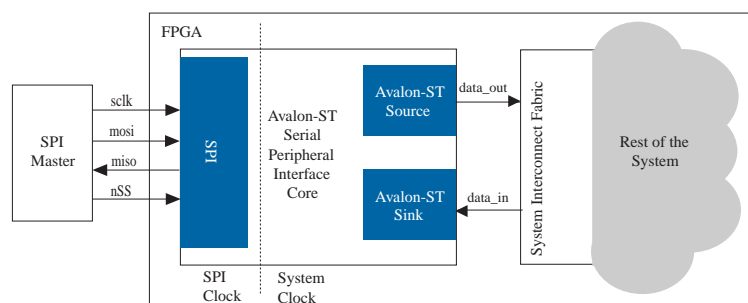 FPGA
SPI
Master
sclk
mosi
miso
nSS
SPI
Avalon-ST
Serial
Peripheral
Interface
Core
Avalon-ST
Source
Avalon-ST
Sink
data_out
data_in
System Interconnect Fabric
Rest of the
System
SPI
Clock
System
Clock